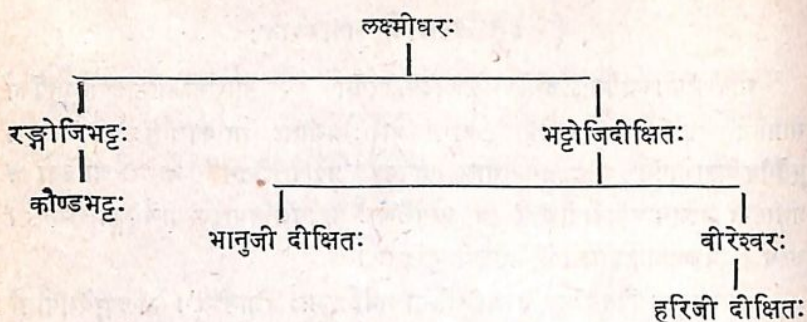 लक्ष्मीधरः
रङ्गोजिभट्टः भट्टोजिदीक्षितः
कौण्डभट्टः
भानुजी दीक्षितः वीरेश्वरः
हरिजी दीक्षितः